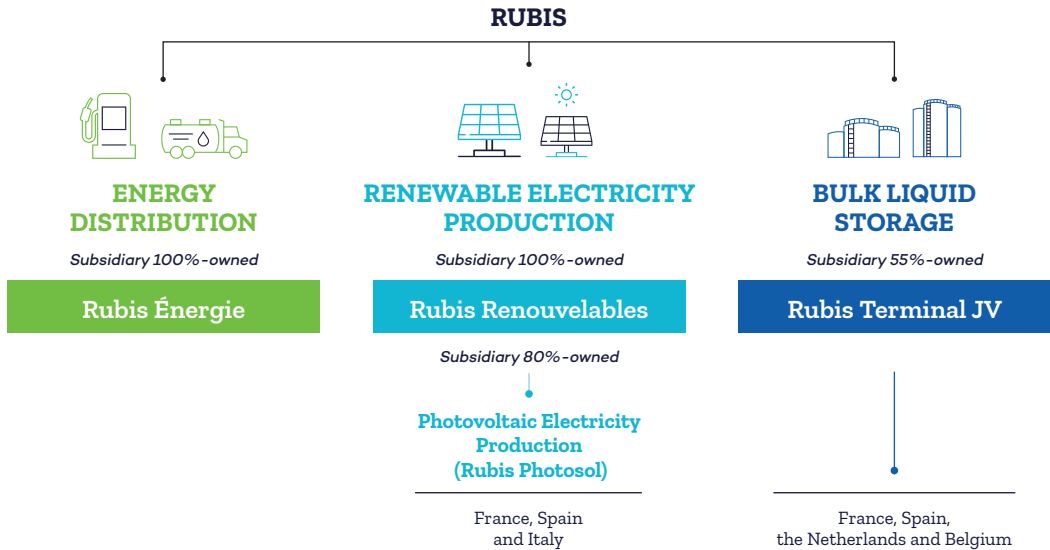 RUBIS
ENERGY
DISTRIBUTION
Subsidiary 100%-owned
Rubis Énergie
RENEWABLE ELECTRICITY
PRODUCTION
Subsidiary 100%-owned
Rubis Renouvelables
Subsidiary 80%-owned
Photovoltaic Electricity
Production
(Rubis Photosol)
France, Spain
and Italy
BULK LIQUID
STORAGE
Subsidiary 55%-owned
Rubis Terminal JV
France, Spain,
the Netherlands and Belgium